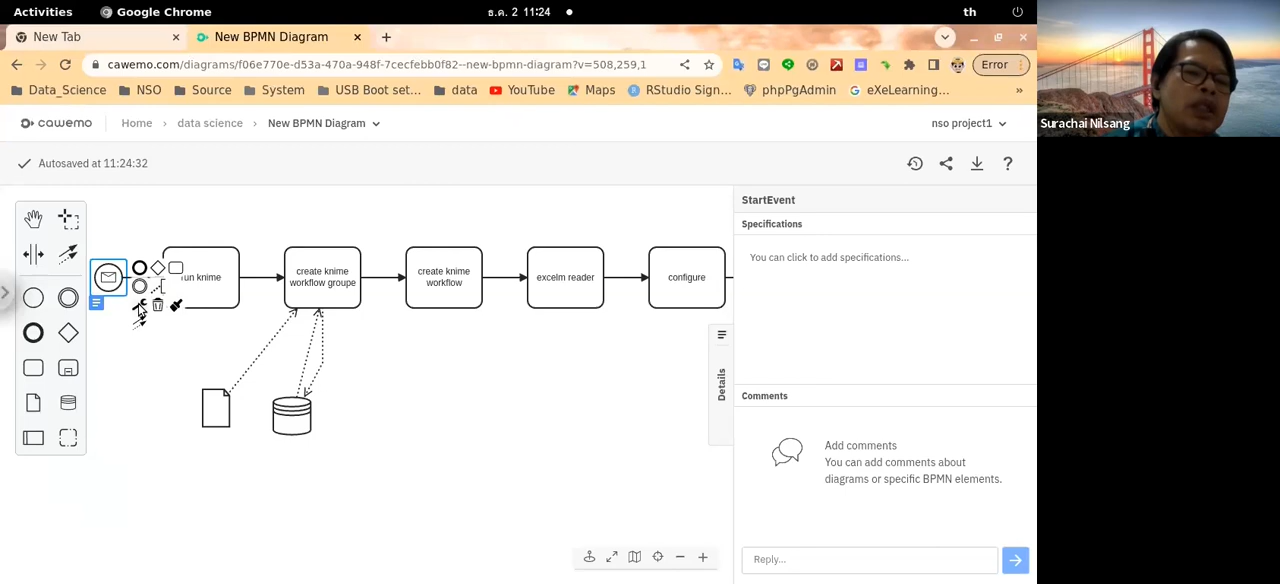 Activities Google Chrome ธ.ค. 2 11:24 th
New Tab New BPMN Diagram
cawemo.com/diagrams/f06e770e-d53a-470a-948f-7cecfebb0f82--new-bpmn-diagram?v=508,259,1 Error
Data_Science NSO Source System USB Boot set... data YouTube Maps RStudio Sign... phpPgAdmin eXeLearning... »
cawemo Home data science New BPMN Diagram nso project1
Autosaved at 11:24:32
StartEvent
Specifications
You can click to add specifications...
run knime
create knime
workflow groupe
create knime
workflow
excelm reader
configure
Details
Comments
Add comments
You can add comments about
diagrams or specific BPMN elements.
Reply...
Surachai Nilsang